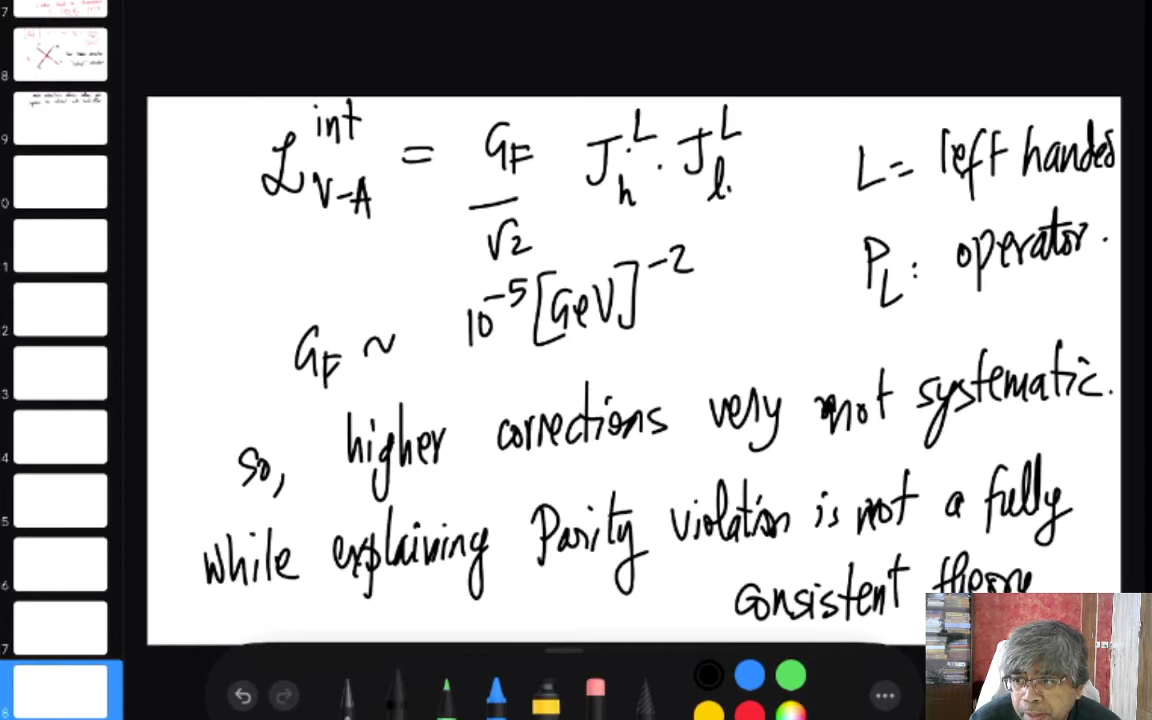 ℒ^{int}_{V-A} = G_F/√2 J^L_h . J^L_l.
L = left handed
P_L : operator.
G_F ~ 10^{-5} [GeV]^{-2}
so, higher corrections very not systematic.
while explaining Parity violation is not a fully
consistent theory